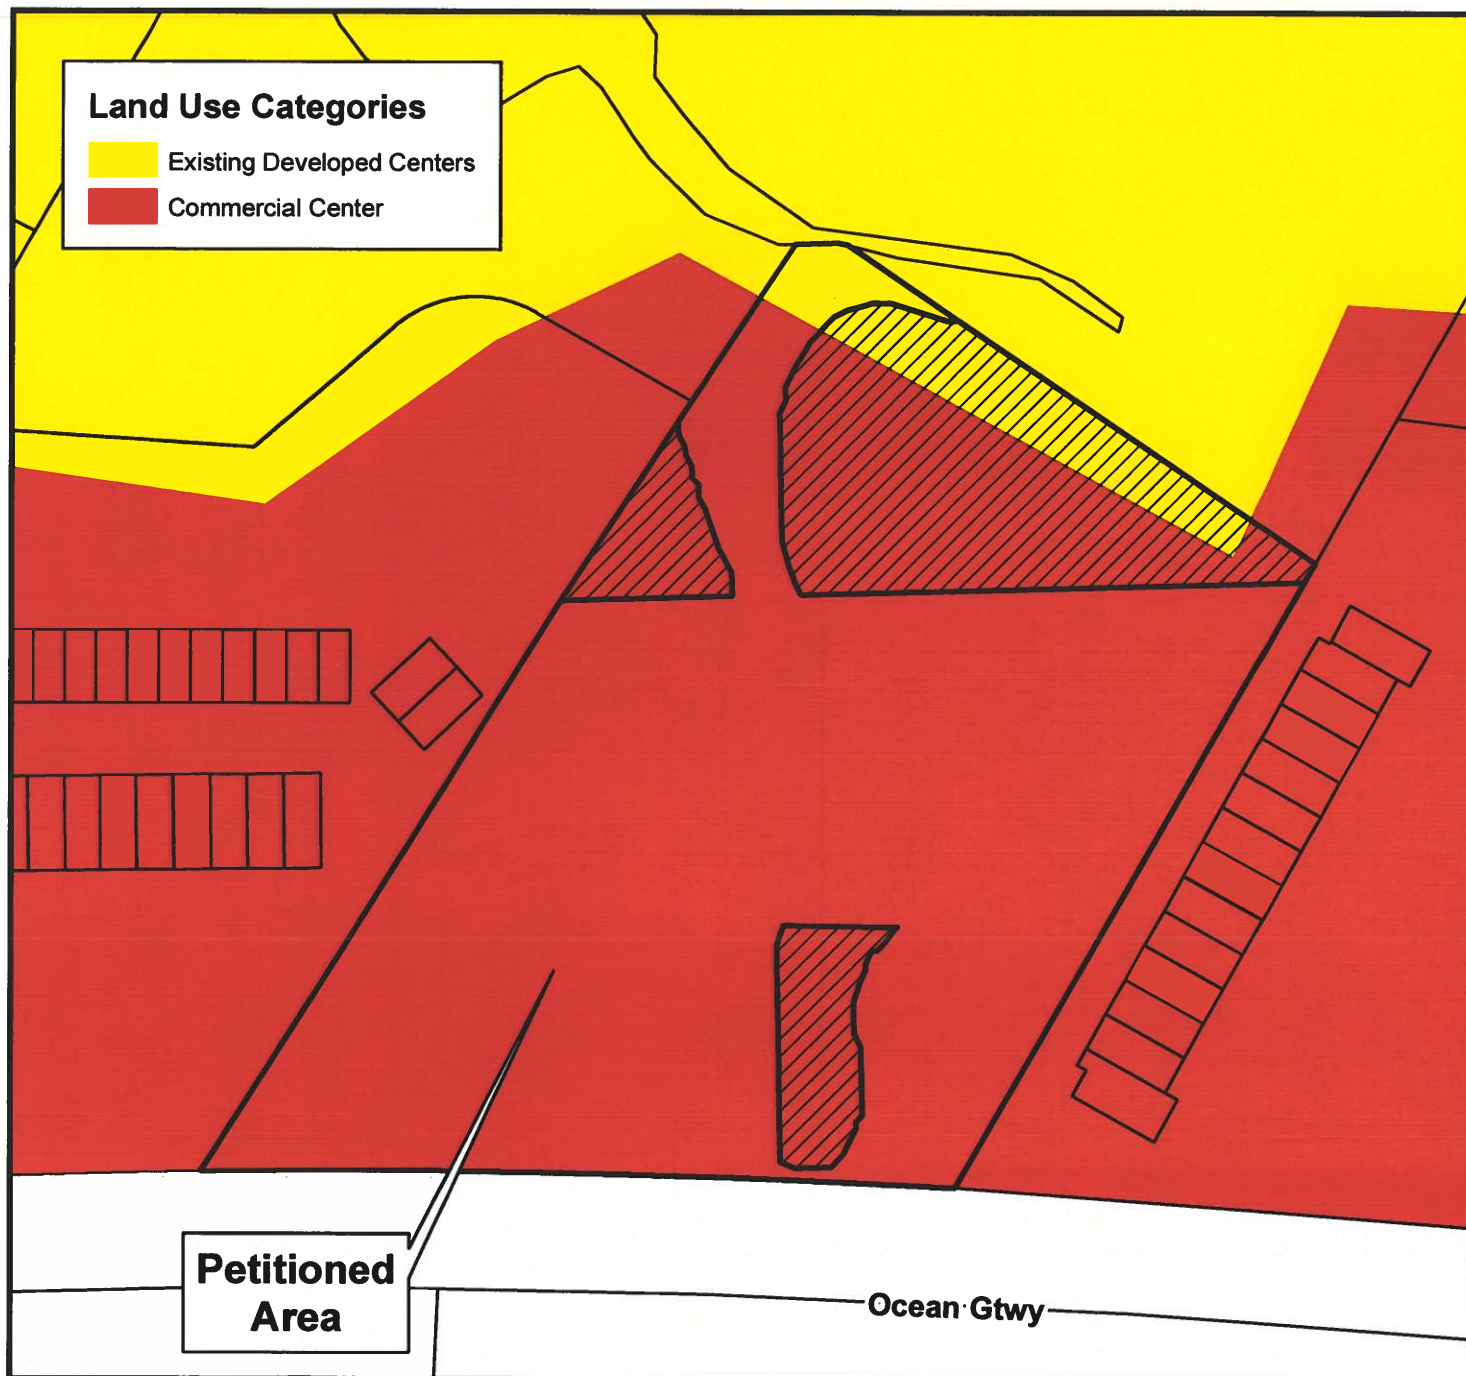 Land Use Categories
Existing Developed Centers
Commercial Center
Petitioned
Area
Ocean Gtwy